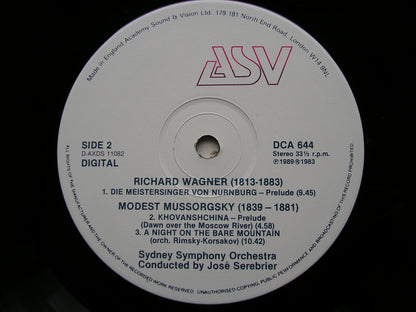 Made in England Academy Sound & Vision Ltd. 179-181 North End Road, London W14 9NL
ASV
SIDE 2
D-AXDS 11082
DIGITAL
DCA 644
Stereo 33⅓ r.p.m.
℗1989 ℗1983
RICHARD WAGNER (1813-1883)
1. DIE MEISTERSINGER VON NURNBURG – Prelude (9.45)
MODEST MUSSORGSKY (1839 – 1881)
2. KHOVANSHCHINA – Prelude
(Dawn over the Moscow River) (4.58)
3. A NIGHT ON THE BARE MOUNTAIN
(orch. Rimsky-Korsakov) (10.42)
Sydney Symphony Orchestra
Conducted by José Serebrier
ALL RIGHTS OF THE MANUFACTURER AND OF THE OWNER OF THE RECORDED WORK RESERVED. UNAUTHORISED COPYING, PUBLIC PERFORMANCE AND BROADCASTING OF THIS RECORD PROHIBITED